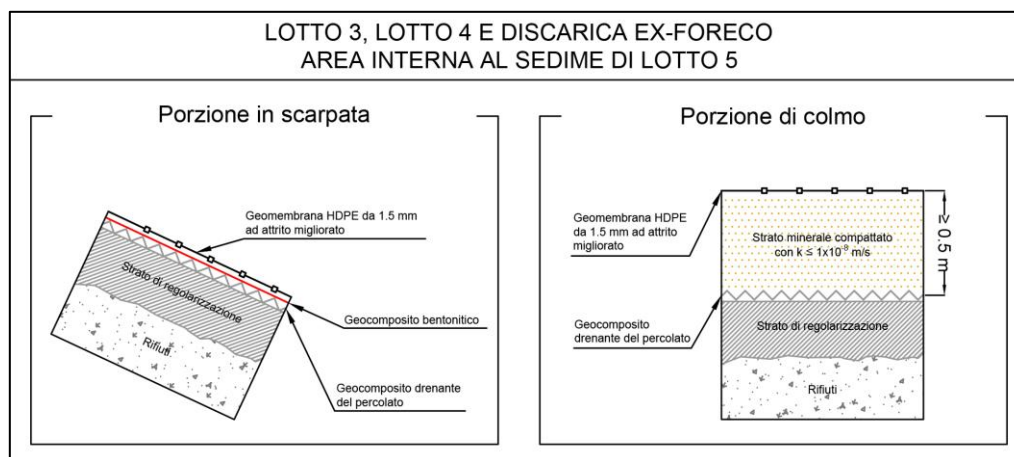 LOTTO 3, LOTTO 4 E DISCARICA EX-FORECO
AREA INTERNA AL SEDIME DI LOTTO 5
Porzione in scarpata
Geomembrana HDPE da 1.5 mm
ad attrito migliorato
Strato di regolarizzazione
Geocomposito bentonitico
Rifiuti
Geocomposito drenante
del percolato
Porzione di colmo
Geomembrana HDPE
da 1.5 mm ad attrito
migliorato
Strato minerale compattato
con k ≤ 1x10⁻⁹ m/s
≥ 0.5 m
Geocomposito
drenante del percolato
Strato di regolarizzazione
Rifiuti